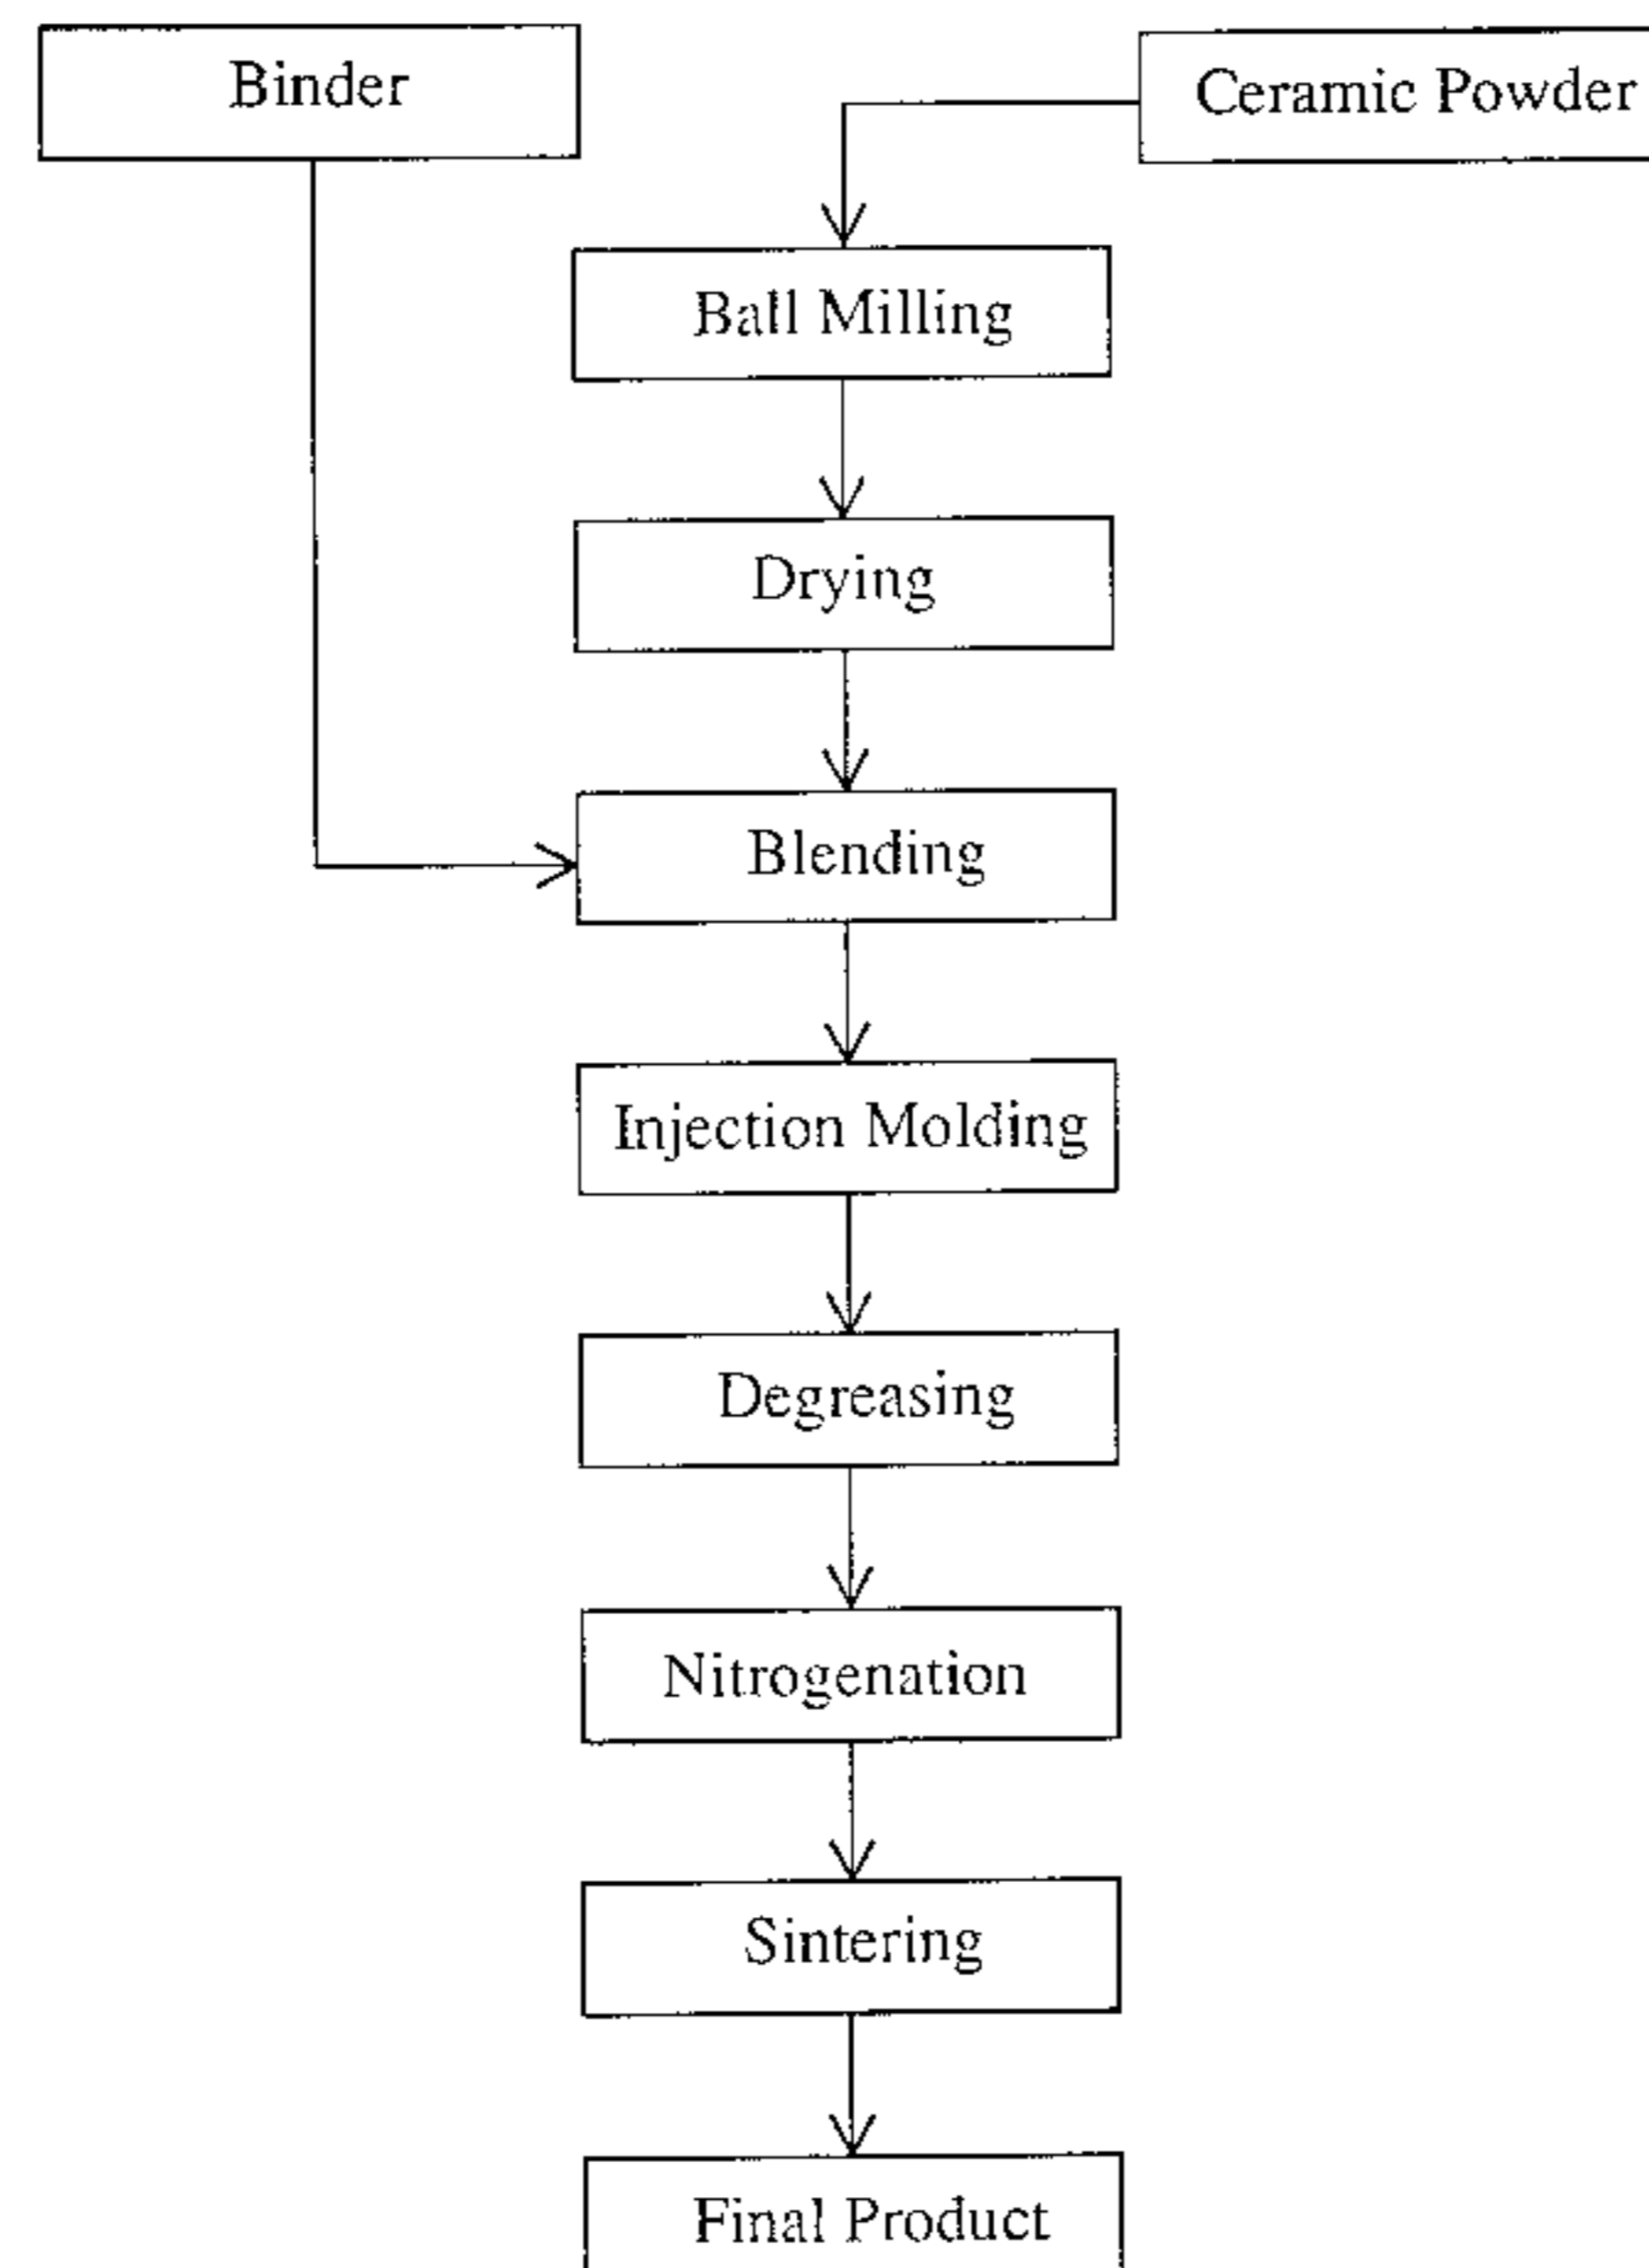 Binder
Ceramic Powder
Ball Milling
Drying
Blending
Injection Molding
Degreasing
Nitrogenation
Sintering
Final Product